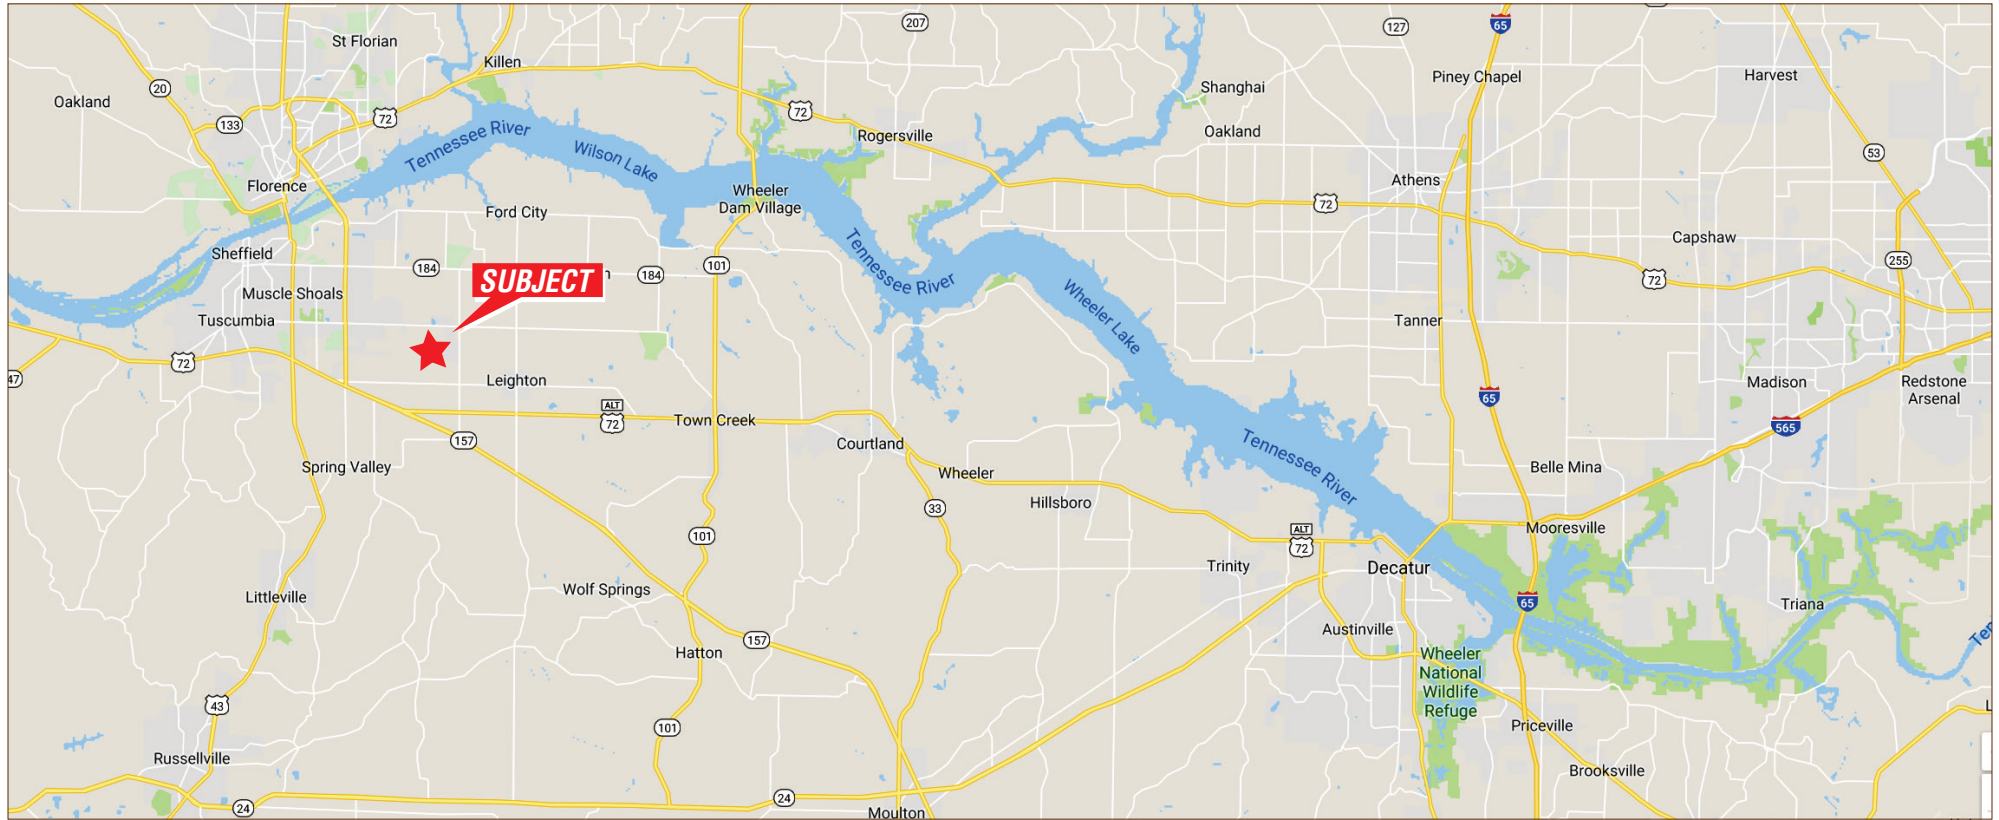 207
127
65
St Florian
Killen
Piney Chapel
Harvest
Oakland
20
Shanghai
72
72
133
Rogersville
Oakland
Tennessee River
Wilson Lake
53
Florence
Wheeler
Dam Village
Athens
72
Ford City
Capshaw
Sheffield
184
SUBJECT
n
184
101
Tennessee River
255
72
Muscle Shoals
Tuscumbia
Wheeler Lake
Tanner
72
47
Leighton
65
Madison
Redstone
Arsenal
ALT
72
Town Creek
157
Courtland
565
Spring Valley
Wheeler
Tennessee River
Belle Mina
Hillsboro
33
101
ALT
72
Mooresville
Trinity
Decatur
Wolf Springs
Littleville
65
Triana
Austinville
157
Hatton
Wheeler
National
Wildlife
Refuge
Ten
43
101
Priceville
Russellville
Brooksville
24
24
Moulton